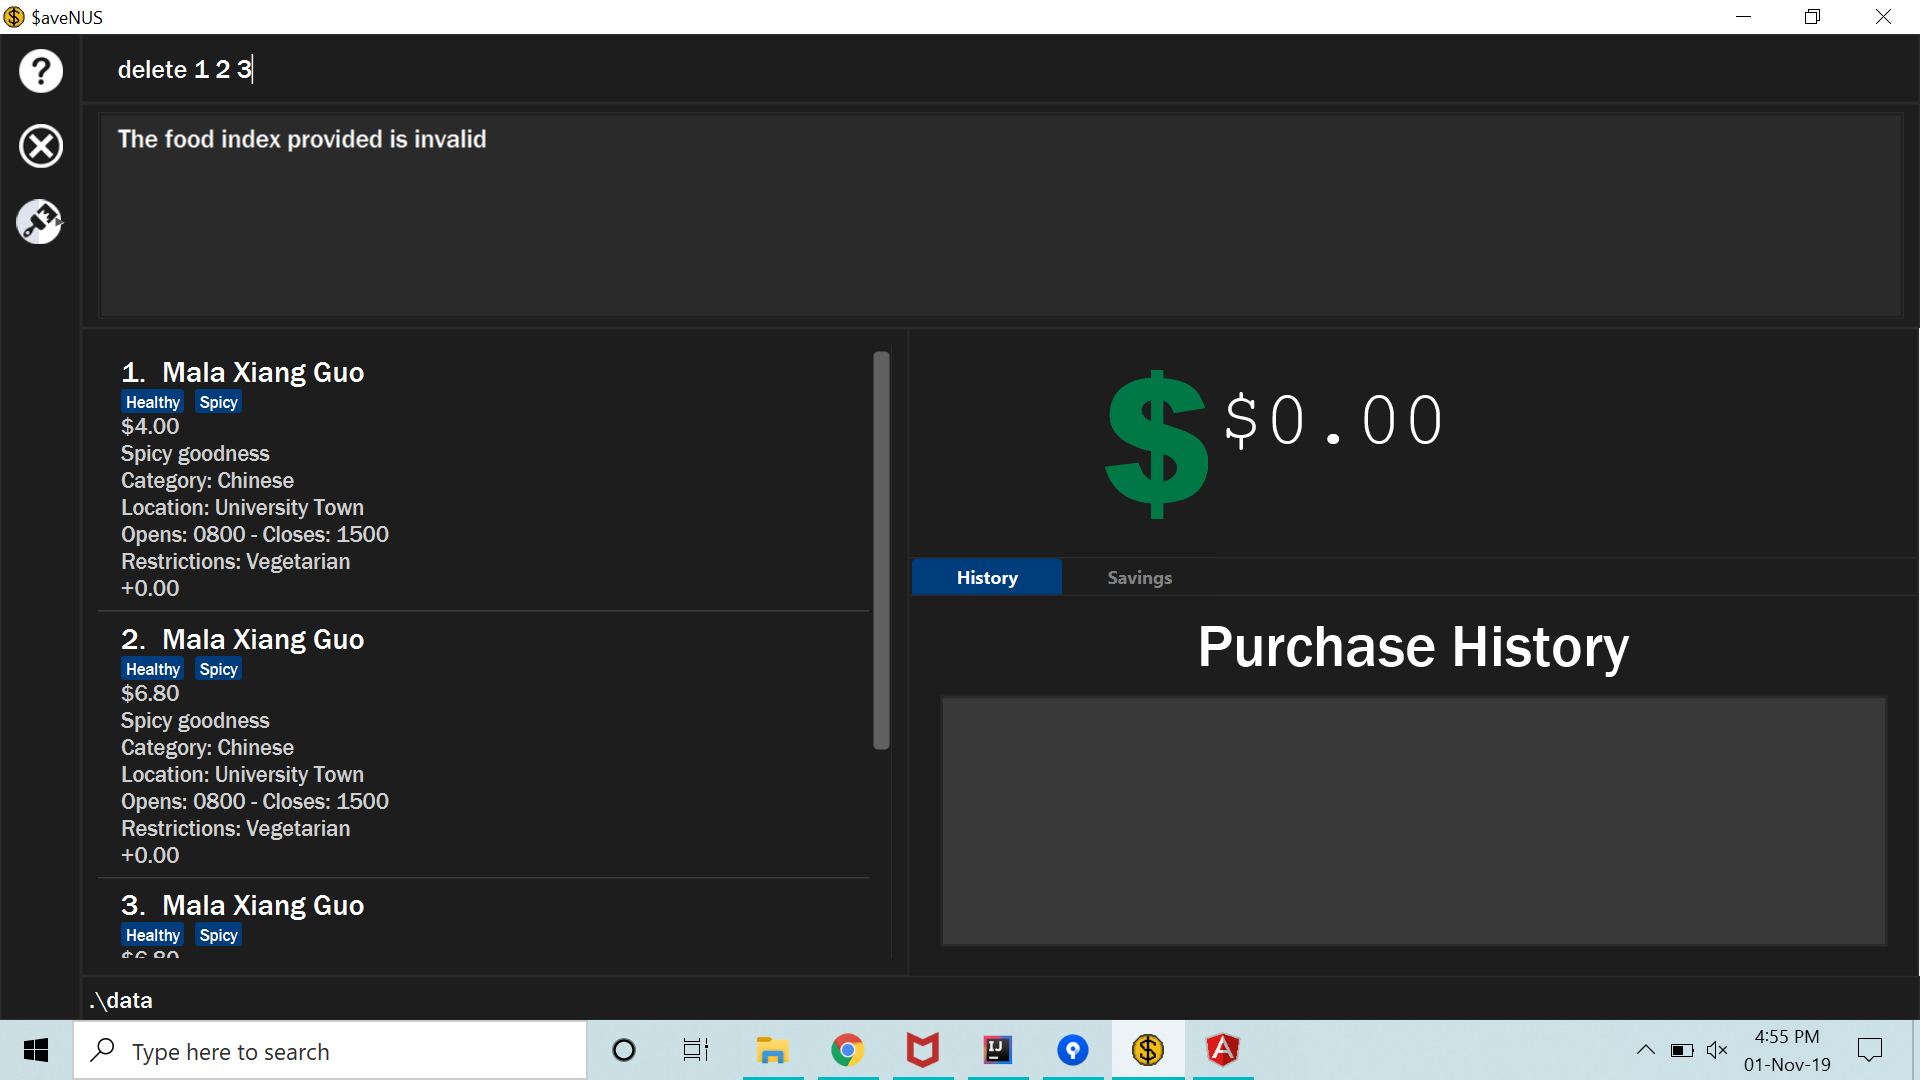 $aveNUS
delete 1 2 3
The food index provided is invalid
1. Mala Xiang Guo
Healthy Spicy
$4.00
Spicy goodness
Category: Chinese
Location: University Town
Opens: 0800 - Closes: 1500
Restrictions: Vegetarian
+0.00
2. Mala Xiang Guo
Healthy Spicy
$6.80
Spicy goodness
Category: Chinese
Location: University Town
Opens: 0800 - Closes: 1500
Restrictions: Vegetarian
+0.00
3. Mala Xiang Guo
Healthy Spicy
$6.80
$ $0.00
History Savings
Purchase History
.\data
Type here to search
IJ
4:55 PM
01-Nov-19